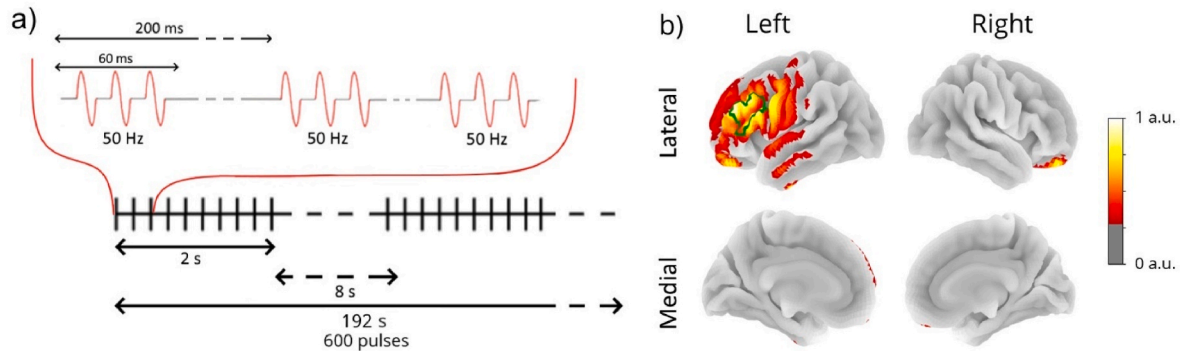 a)
200 ms
60 ms
50 Hz
50 Hz
50 Hz
2 s
8 s
192 s
600 pulses
b)
Left
Right
Lateral
Medial
1 a.u.
0 a.u.